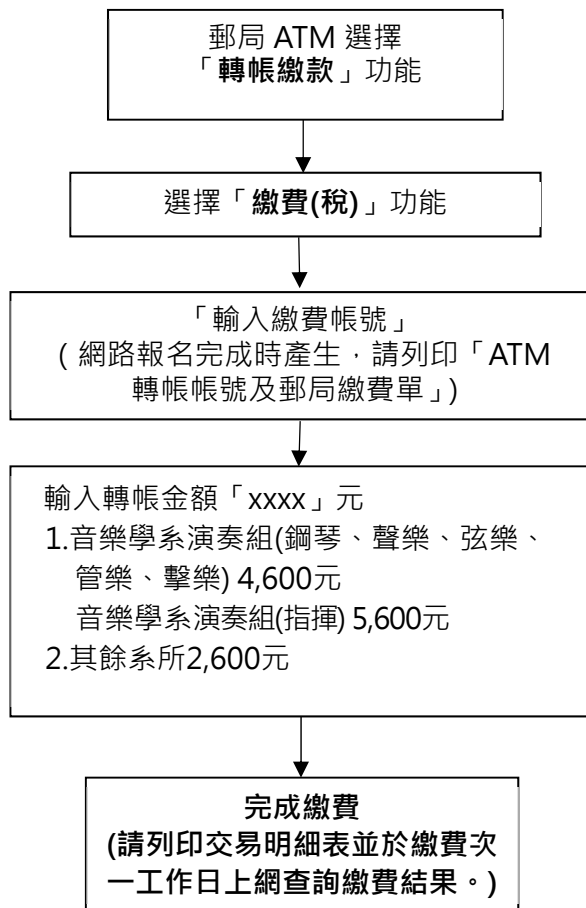 郵局 ATM 選擇
「轉帳繳款」功能
選擇「繳費(稅)」功能
「輸入繳費帳號」
(網路報名完成時產生，請列印「ATM
轉帳帳號及郵局繳費單」)
輸入轉帳金額「xxxx」元
1.音樂學系演奏組(鋼琴、聲樂、弦樂、
管樂、擊樂) 4,600元
音樂學系演奏組(指揮) 5,600元
2.其餘系所2,600元
完成繳費
(請列印交易明細表並於繳費次
一工作日上網查詢繳費結果。)